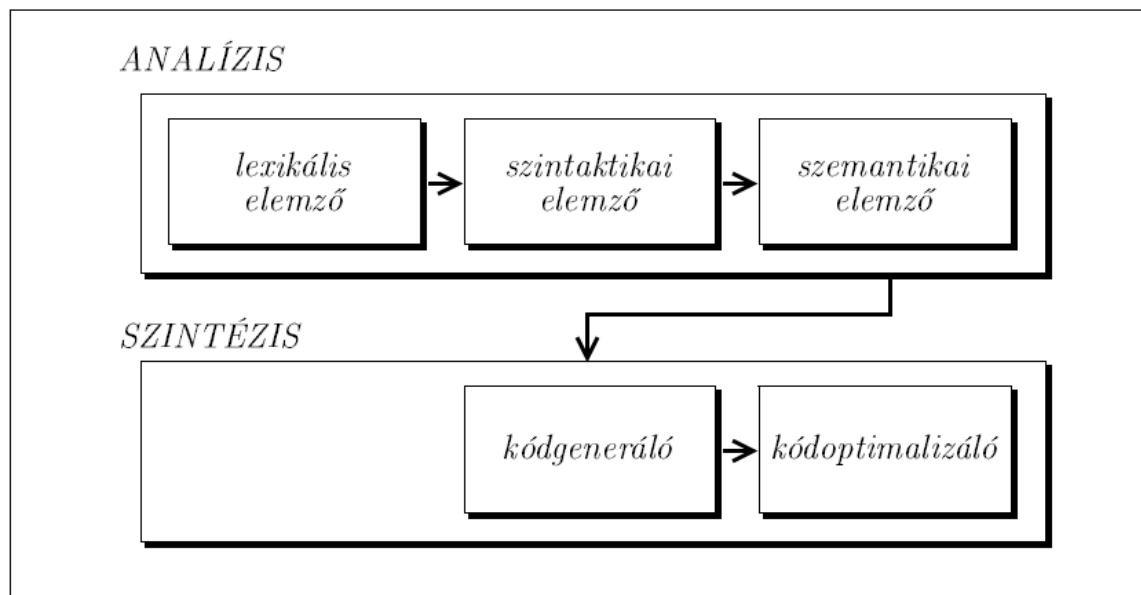 ANALÍZIS
lexikális
elemző
szintaktikai
elemző
szemantikai
elemző
SZINTÉZIS
kódgeneráló
kódoptimalizáló